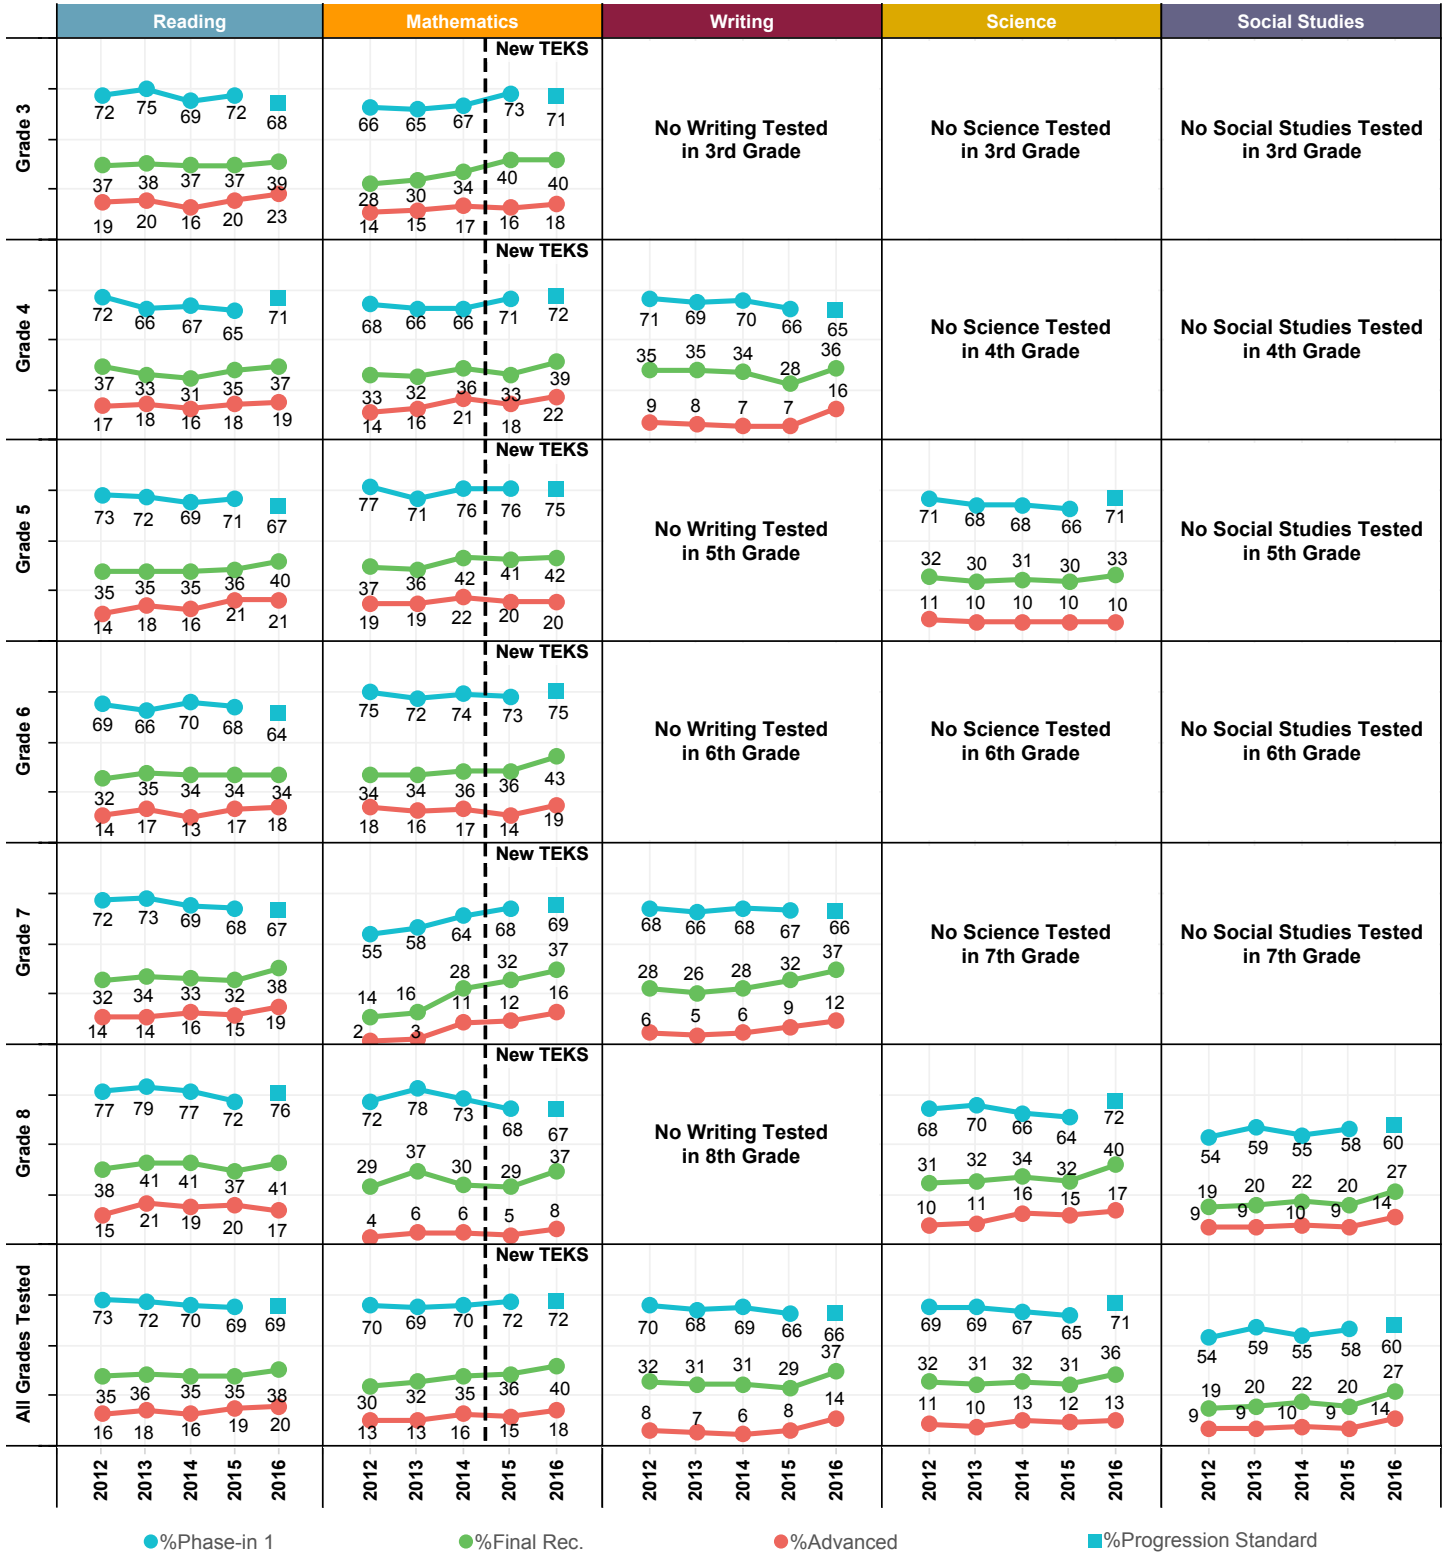 Reading Mathematics Writing Science Social Studies
Grade 3
New TEKS
72 75 69 72 68
37 38 37 37 39
19 20 16 20 23
66 65 67 73 71
28 30 34 40 40
14 15 17 16 18
No Writing Tested
in 3rd Grade
No Science Tested
in 3rd Grade
No Social Studies Tested
in 3rd Grade
Grade 4
New TEKS
72 66 67 65 71
37 33 31 35 37
17 18 16 18 19
68 66 66 71 72
33 32 36 33 39
14 16 21 18 22
71 69 70 66 65
35 35 34 28 36
9 8 7 7 16
No Science Tested
in 4th Grade
No Social Studies Tested
in 4th Grade
Grade 5
New TEKS
73 72 69 71 67
35 35 35 36 40
14 18 16 21 21
77 71 76 76 75
37 36 42 41 42
19 19 22 20 20
No Writing Tested
in 5th Grade
71 68 68 66 71
32 30 31 30 33
11 10 10 10 10
No Social Studies Tested
in 5th Grade
Grade 6
New TEKS
69 66 70 68 64
32 35 34 34 34
14 17 13 17 18
75 72 74 73 75
34 34 36 36 43
18 16 17 14 19
No Writing Tested
in 6th Grade
No Science Tested
in 6th Grade
No Social Studies Tested
in 6th Grade
Grade 7
New TEKS
72 73 69 68 67
32 34 33 32 38
14 14 16 15 19
55 58 64 68 69
14 16 28 32 37
2 3 11 12 16
68 66 68 67 66
28 26 28 32 37
6 5 6 9 12
No Science Tested
in 7th Grade
No Social Studies Tested
in 7th Grade
Grade 8
New TEKS
77 79 77 72 76
38 41 41 37 41
15 21 19 20 17
72 78 73 68 67
29 37 30 29 37
4 6 6 5 8
No Writing Tested
in 8th Grade
68 70 66 64 72
31 32 34 32 40
10 11 16 15 17
54 59 55 58 60
19 20 22 20 27
9 9 10 9 14
All Grades Tested
New TEKS
73 72 70 69 69
35 36 35 35 38
16 18 16 19 20
70 69 70 72 72
30 32 35 36 40
13 13 16 15 18
70 68 69 66 66
32 31 31 29 37
8 7 6 8 14
69 69 67 65 71
32 31 32 31 36
11 10 13 12 13
54 59 55 58 60
19 20 22 20 27
9 9 10 9 14
2012 2013 2014 2015 2016 2012 2013 2014 2015 2016 2012 2013 2014 2015 2016 2012 2013 2014 2015 2016 2012 2013 2014 2015 2016
%Phase-in 1 %Final Rec. %Advanced %Progression Standard